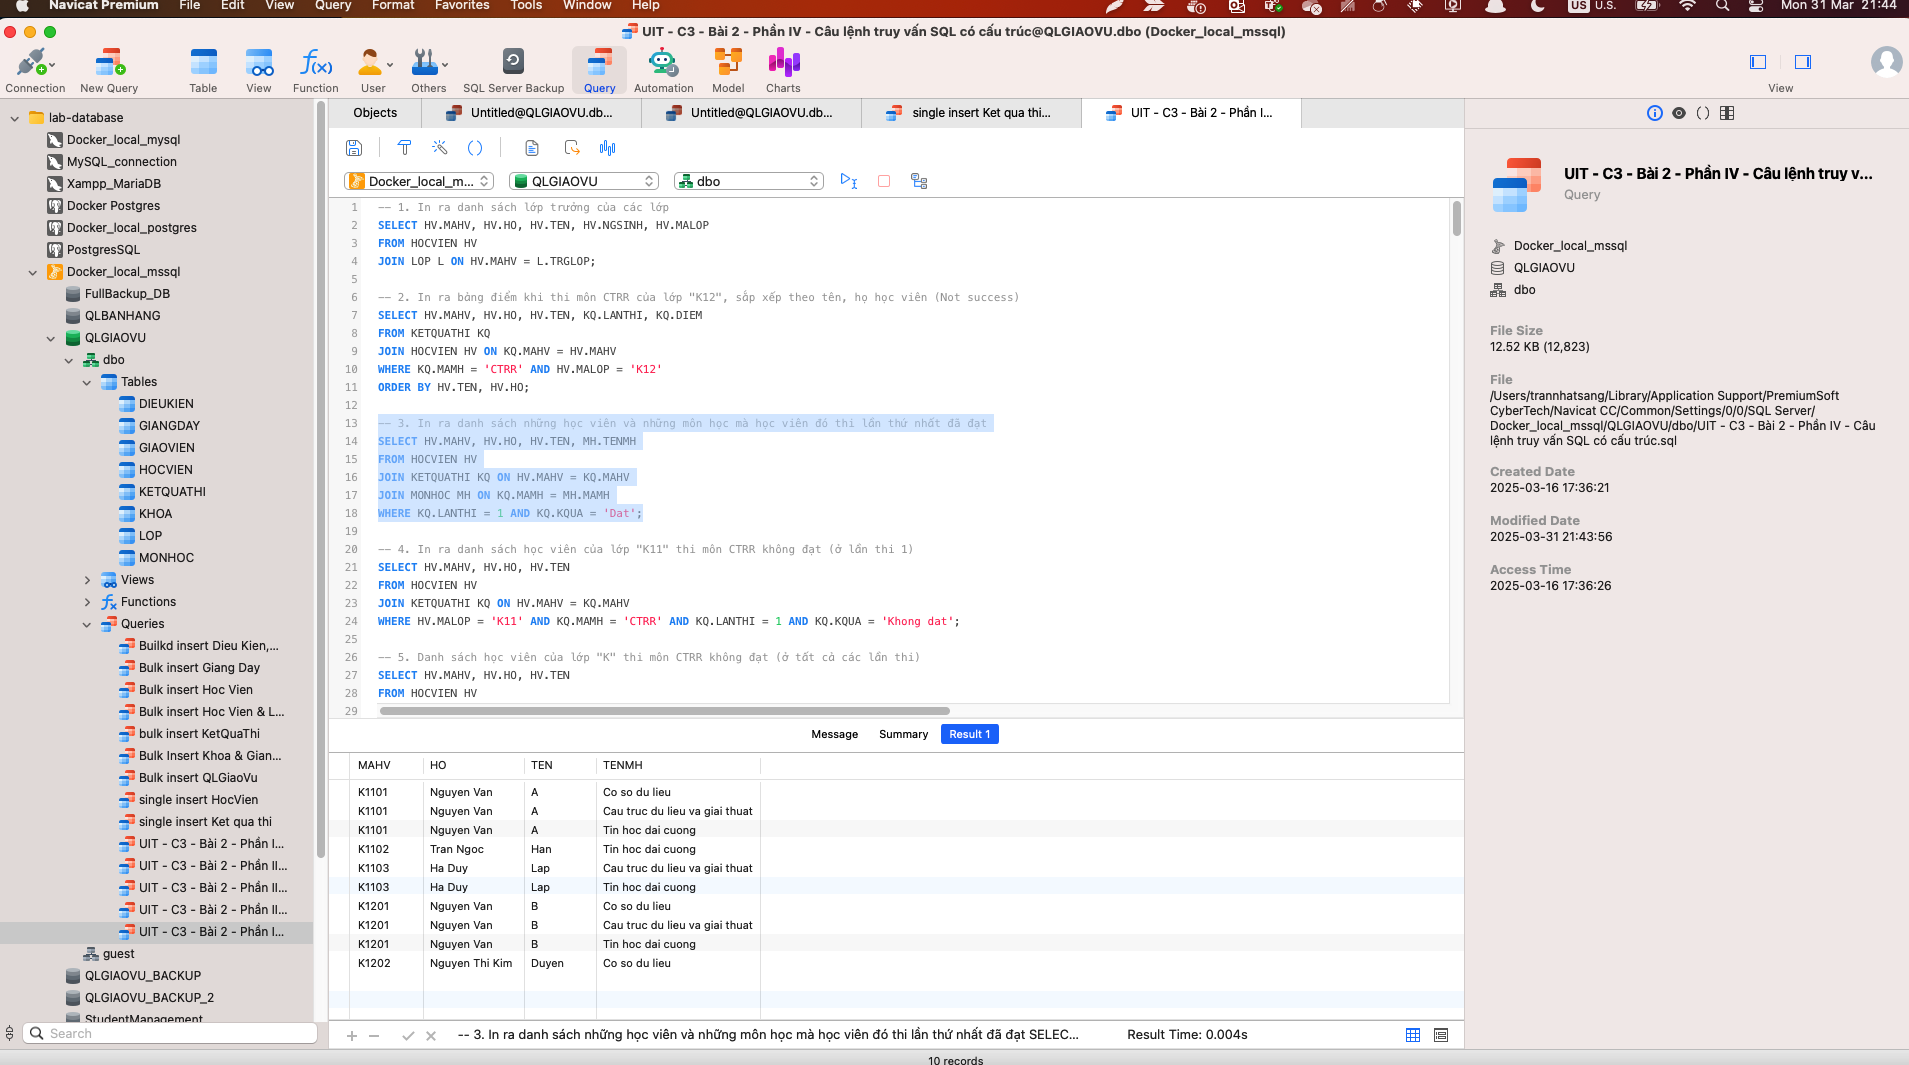 Navicat Premium File Edit View Query Format Favorites Tools Window Help US U.S. Mon 31 Mar 21:44
UIT - C3 - Bài 2 - Phần IV - Câu lệnh truy vấn SQL có cấu trúc@QLGIAOVU.dbo (Docker_local_mssql)
Connection New Query Table View Function User Others SQL Server Backup Query Automation Model Charts View
lab-database
Docker_local_mysql
MySQL_connection
Xampp_MariaDB
Docker Postgres
Docker_local_postgres
PostgresSQL
Docker_local_mssql
FullBackup_DB
QLBANHANG
QLGIAOVU
dbo
Tables
DIEUKIEN
GIANGDAY
GIAOVIEN
HOCVIEN
KETQUATHI
KHOA
LOP
MONHOC
Views
Functions
Queries
Builkd insert Dieu Kien,...
Bulk insert Giang Day
Bulk insert Hoc Vien
Bulk insert Hoc Vien & L...
bulk insert KetQuaThi
Bulk Insert Khoa & Gian...
Bulk insert QLGiaoVu
single insert HocVien
single insert Ket qua thi
UIT - C3 - Bài 2 - Phần I...
UIT - C3 - Bài 2 - Phần II...
UIT - C3 - Bài 2 - Phần II...
UIT - C3 - Bài 2 - Phần II...
UIT - C3 - Bài 2 - Phần I...
guest
QLGIAOVU_BACKUP
QLGIAOVU_BACKUP_2
StudentManagement
Search
Objects Untitled@QLGIAOVU.db... Untitled@QLGIAOVU.db... single insert Ket qua thi... UIT - C3 - Bài 2 - Phần I...
Docker_local_m... QLGIAOVU dbo
1 -- 1. In ra danh sách lớp trưởng của các lớp
2 SELECT HV.MAHV, HV.HO, HV.TEN, HV.NGSINH, HV.MALOP
3 FROM HOCVIEN HV
4 JOIN LOP L ON HV.MAHV = L.TRGLOP;
5
6 -- 2. In ra bảng điểm khi thi môn CTRR của lớp "K12", sắp xếp theo tên, họ học viên (Not success)
7 SELECT HV.MAHV, HV.HO, HV.TEN, KQ.LANTHI, KQ.DIEM
8 FROM KETQUATHI KQ
9 JOIN HOCVIEN HV ON KQ.MAHV = HV.MAHV
10 WHERE KQ.MAMH = 'CTRR' AND HV.MALOP = 'K12'
11 ORDER BY HV.TEN, HV.HO;
12
13 -- 3. In ra danh sách những học viên và những môn học mà học viên đó thi lần thứ nhất đã đạt
14 SELECT HV.MAHV, HV.HO, HV.TEN, MH.TENMH
15 FROM HOCVIEN HV
16 JOIN KETQUATHI KQ ON HV.MAHV = KQ.MAHV
17 JOIN MONHOC MH ON KQ.MAMH = MH.MAMH
18 WHERE KQ.LANTHI = 1 AND KQ.KQUA = 'Dat';
19
20 -- 4. In ra danh sách học viên của lớp "K11" thi môn CTRR không đạt (ở lần thi 1)
21 SELECT HV.MAHV, HV.HO, HV.TEN
22 FROM HOCVIEN HV
23 JOIN KETQUATHI KQ ON HV.MAHV = KQ.MAHV
24 WHERE HV.MALOP = 'K11' AND KQ.MAMH = 'CTRR' AND KQ.LANTHI = 1 AND KQ.KQUA = 'Khong dat';
25
26 -- 5. Danh sách học viên của lớp "K" thi môn CTRR không đạt (ở tất cả các lần thi)
27 SELECT HV.MAHV, HV.HO, HV.TEN
28 FROM HOCVIEN HV
29
Message Summary Result 1
MAHV HO TEN TENMH
K1101 Nguyen Van A Co so du lieu
K1101 Nguyen Van A Cau truc du lieu va giai thuat
K1101 Nguyen Van A Tin hoc dai cuong
K1102 Tran Ngoc Han Tin hoc dai cuong
K1103 Ha Duy Lap Cau truc du lieu va giai thuat
K1103 Ha Duy Lap Tin hoc dai cuong
K1201 Nguyen Van B Co so du lieu
K1201 Nguyen Van B Cau truc du lieu va giai thuat
K1201 Nguyen Van B Tin hoc dai cuong
K1202 Nguyen Thi Kim Duyen Co so du lieu
-- 3. In ra danh sách những học viên và những môn học mà học viên đó thi lần thứ nhất đã đạt SELEC... Result Time: 0.004s
10 records
UIT - C3 - Bài 2 - Phần IV - Câu lệnh truy v...
Query
Docker_local_mssql
QLGIAOVU
dbo
File Size
12.52 KB (12,823)
File
/Users/trannhatsang/Library/Application Support/PremiumSoft
CyberTech/Navicat CC/Common/Settings/0/0/SQL Server/
Docker_local_mssql/QLGIAOVU/dbo/UIT - C3 - Bài 2 - Phần IV - Câu
lệnh truy vấn SQL có cấu trúc.sql
Created Date
2025-03-16 17:36:21
Modified Date
2025-03-31 21:43:56
Access Time
2025-03-16 17:36:26